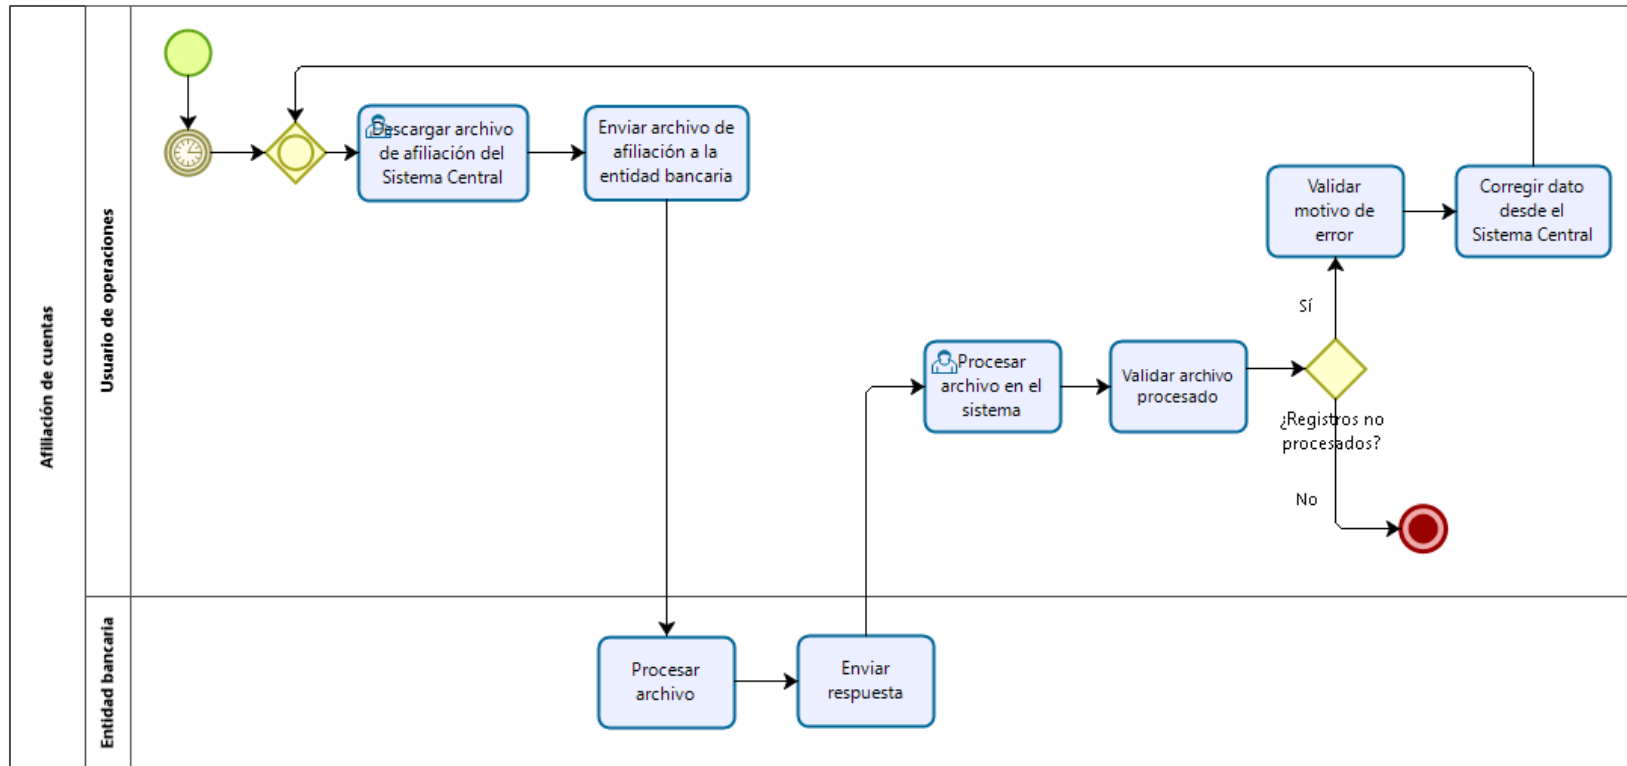 Afiliación de cuentas
Usuario de operaciones
Descargar archivo
de afiliación del
Sistema Central
Enviar archivo de
afiliación a la
entidad bancaria
Validar
motivo de
error
Corregir dato
desde el
Sistema Central
Sí
Procesar
archivo en el
sistema
Validar archivo
procesado
¿Registros no
procesados?
No
Entidad bancaria
Procesar
archivo
Enviar
respuesta